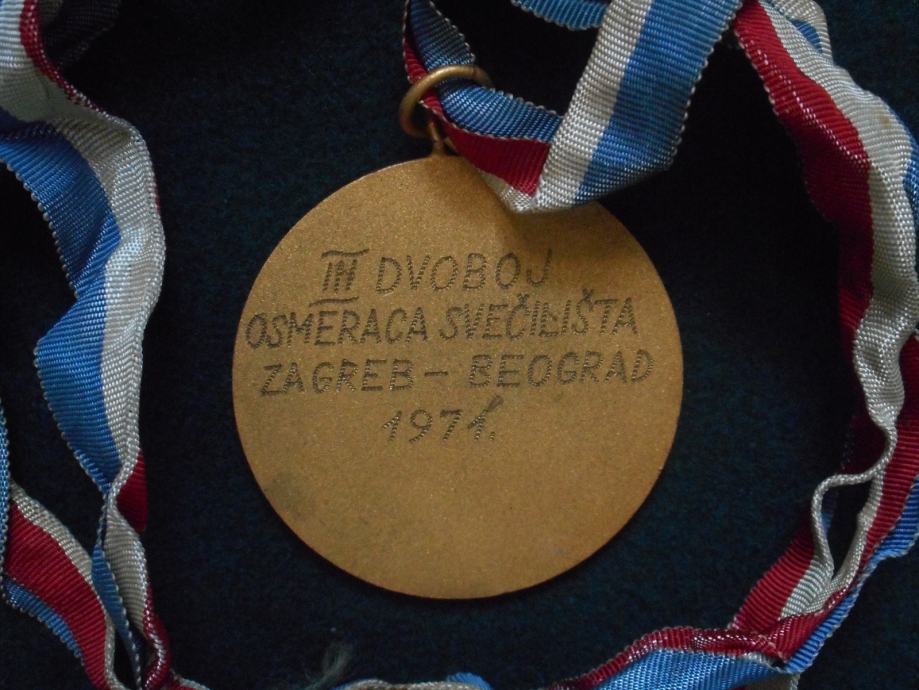 III DVOBOJ
OSMERACA SVEČILIŠTA
ZAGREB - BEOGRAD
1971.